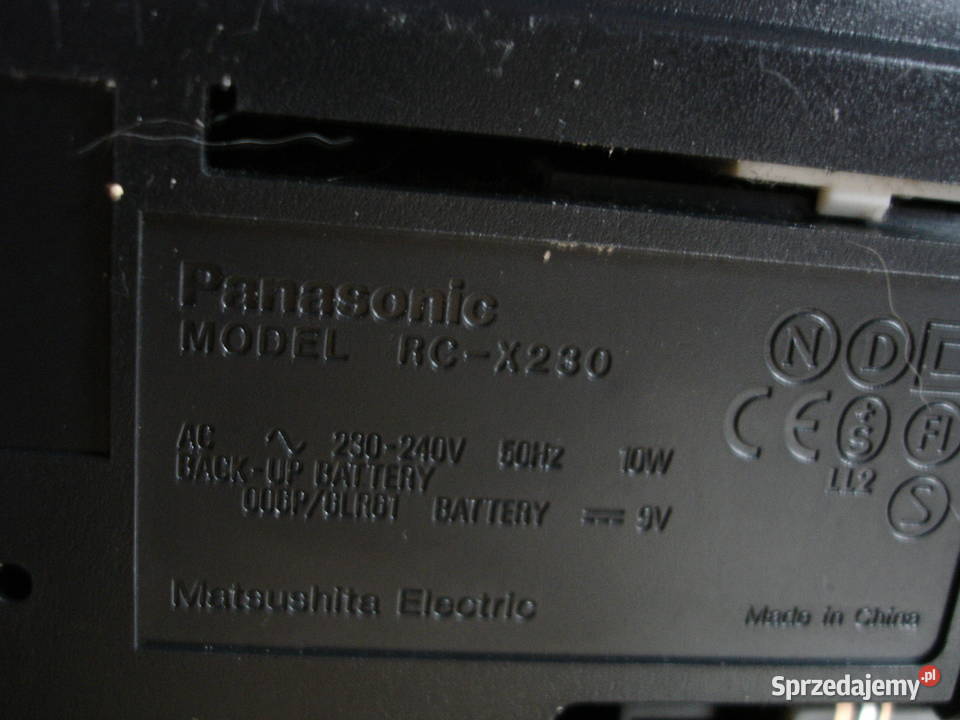 Panasonic
MODEL RC-X230
N D
AC 230-240V 50Hz 10W
CE S FI
BACK-UP BATTERY
LL2
006P/6LR61 BATTERY 9V
S
Matsushita Electric
Made in China
Sprzedajemy.pl